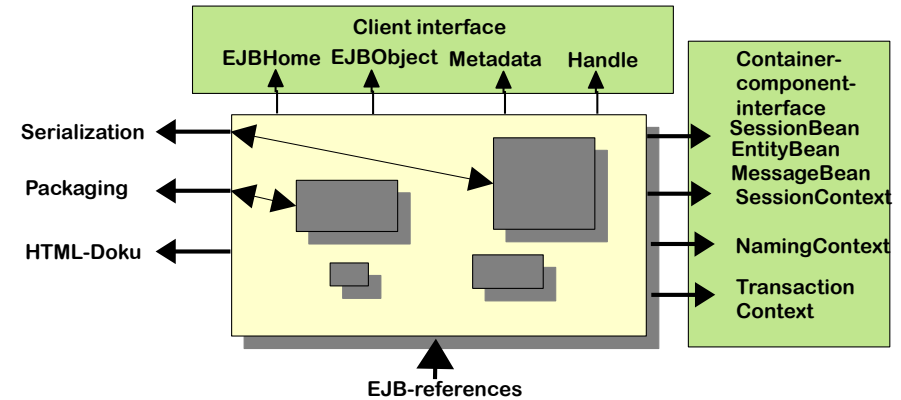 Client interface
EJBHome EJBObject Metadata Handle
Serialization
Packaging
HTML-Doku
Container-
component-
interface
SessionBean
EntityBean
MessageBean
SessionContext
NamingContext
Transaction
Context
EJB-references